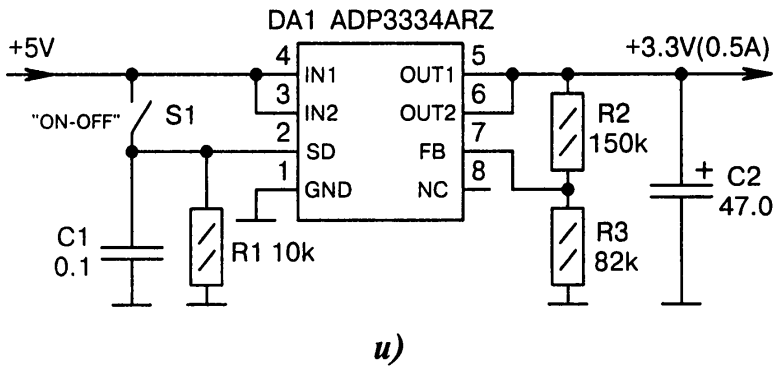 DA1 ADP3334ARZ
+5V
+3.3V(0.5A)
4
IN1
OUT1
5
3
IN2
OUT2
6
"ON-OFF"
S1
2
SD
FB
7
1
GND
NC
8
R2
150k
C2
+
47.0
C1
0.1
R1 10k
R3
82k
и)